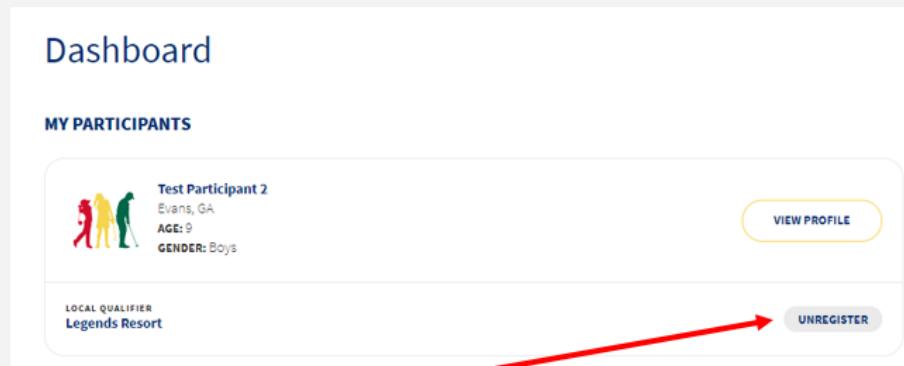 Dashboard
MY PARTICIPANTS
Test Participant 2
Evans, GA
AGE: 9
GENDER: Boys
VIEW PROFILE
LOCAL QUALIFIER
Legends Resort
UNREGISTER